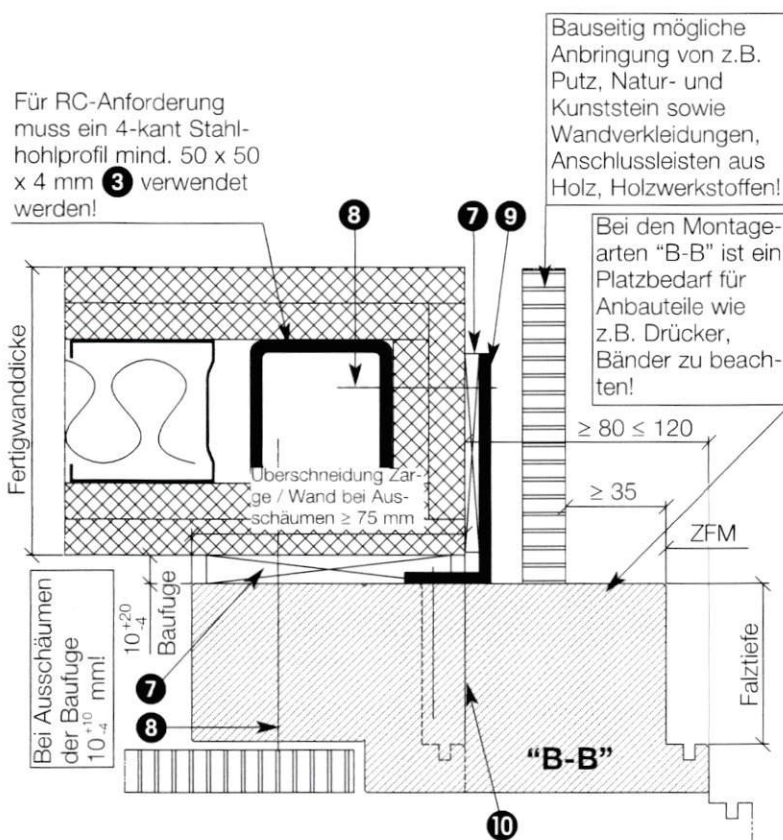 Bauseitig mögliche
Anbringung von z.B.
Putz, Natur- und
Kunststein sowie
Wandverkleidungen,
Anschlussleisten aus
Holz, Holzwerkstoffen!
Für RC-Anforderung
muss ein 4-kant Stahl-
hohlprofil mind. 50 x 50
x 4 mm 3 verwendet
werden!
8
7
9
Bei den Montage-
arten “B-B” ist ein
Platzbedarf für
Anbauteile wie
z.B. Drücker,
Bänder zu beach-
ten!
Fertigwanddicke
≥ 80 ≤ 120
Überschneidung Zar-
ge / Wand bei Aus-
schäumen ≥ 75 mm
≥ 35
ZFM
10 +20 -4
Baufuge
Bei Ausschäumen
der Baufuge
10 +10 -4 mm!
Falztiefe
7
8
“B-B”
10